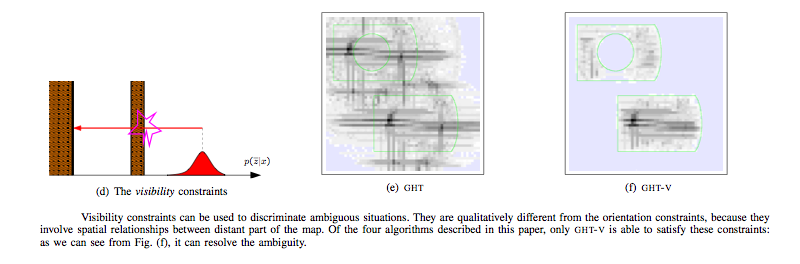 p(z̄|x)
(d) The visibility constraints
(e) GHT
(f) GHT-V
Visibility constraints can be used to discriminate ambiguous situations. They are qualitatively different from the orientation constraints, because they
involve spatial relationships between distant part of the map. Of the four algorithms described in this paper, only GHT-V is able to satisfy these constraints:
as we can see from Fig. (f), it can resolve the ambiguity.